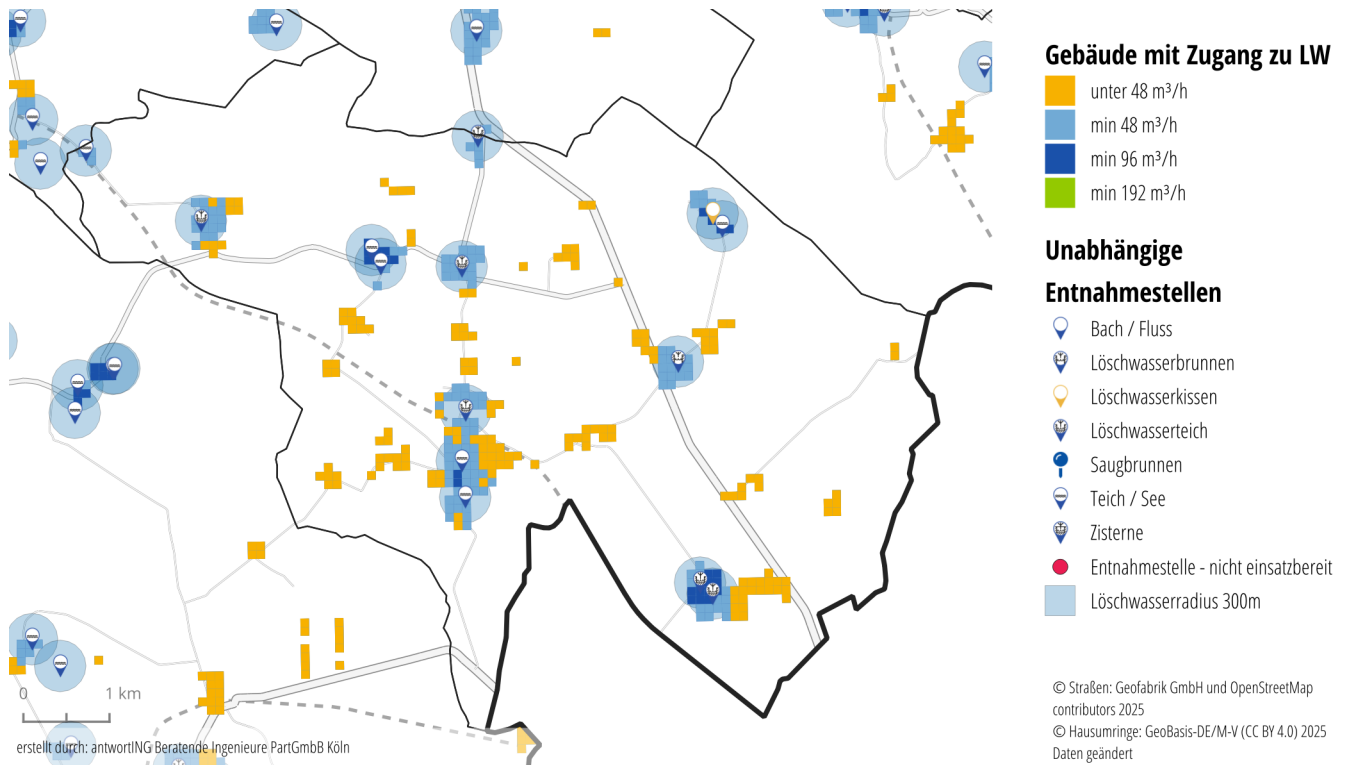 Gebäude mit Zugang zu LW
unter 48 m³/h
min 48 m³/h
min 96 m³/h
min 192 m³/h
Unabhängige
Entnahmestellen
Bach / Fluss
Löschwasserbrunnen
Löschwasserkissen
Löschwasserteich
Saugbrunnen
Teich / See
Zisterne
Entnahmestelle - nicht einsatzbereit
Löschwasserradius 300m
© Straßen: Geofabrik GmbH und OpenStreetMap
contributors 2025
© Hausumringe: GeoBasis-DE/M-V (CC BY 4.0) 2025
Daten geändert
0 1 km
erstellt durch: antwortING Beratende Ingenieure PartGmbB Köln